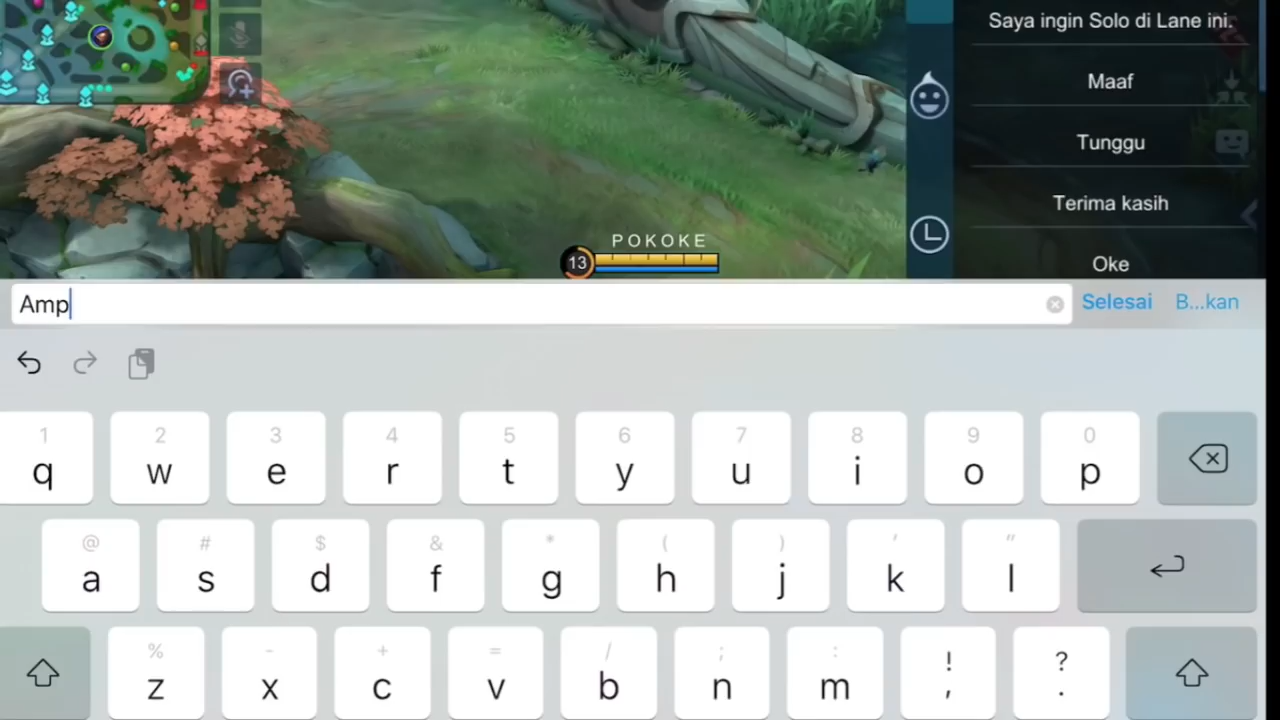 Saya ingin Solo di Lane ini.
Maaf
Tunggu
Terima kasih
Oke
POKOKE
13
Amp
Selesai
B...kan
1 2 3 4 5 6 7 8 9 0
q w e r t y u i o p
@ # $ & * ( ) ' "
a s d f g h j k l
% - + = / ; : ! ?
z x c v b n m , .